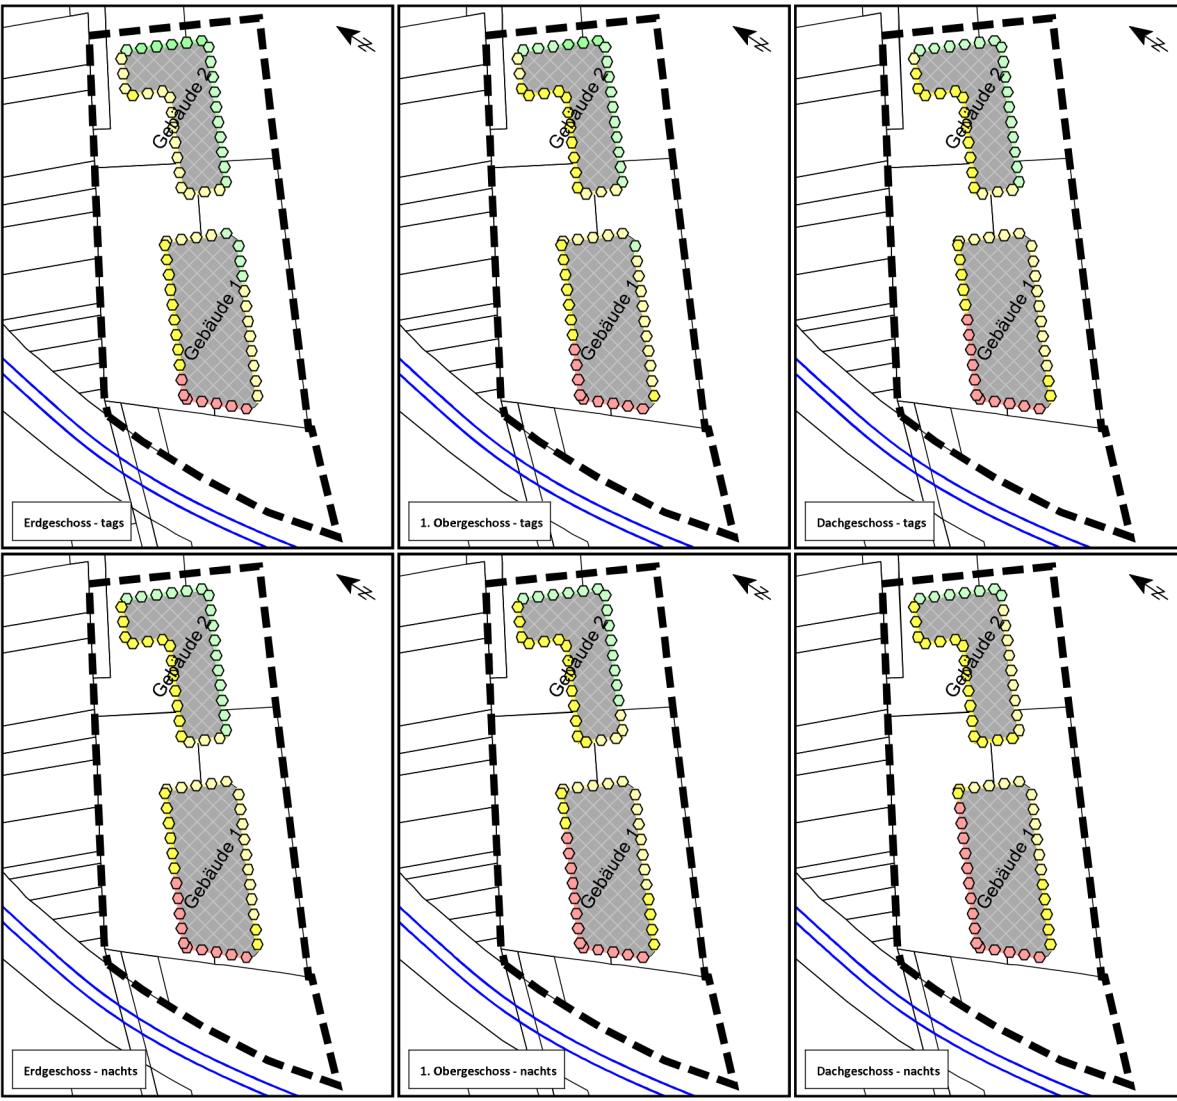 Gebäude 2
Gebäude 1
Erdgeschoss - tags
N
Gebäude 2
Gebäude 1
1. Obergeschoss - tags
N
Gebäude 2
Gebäude 1
Dachgeschoss - tags
N
Gebäude 2
Gebäude 1
Erdgeschoss - nachts
N
Gebäude 2
Gebäude 1
1. Obergeschoss - nachts
N
Gebäude 2
Gebäude 1
Dachgeschoss - nachts
N